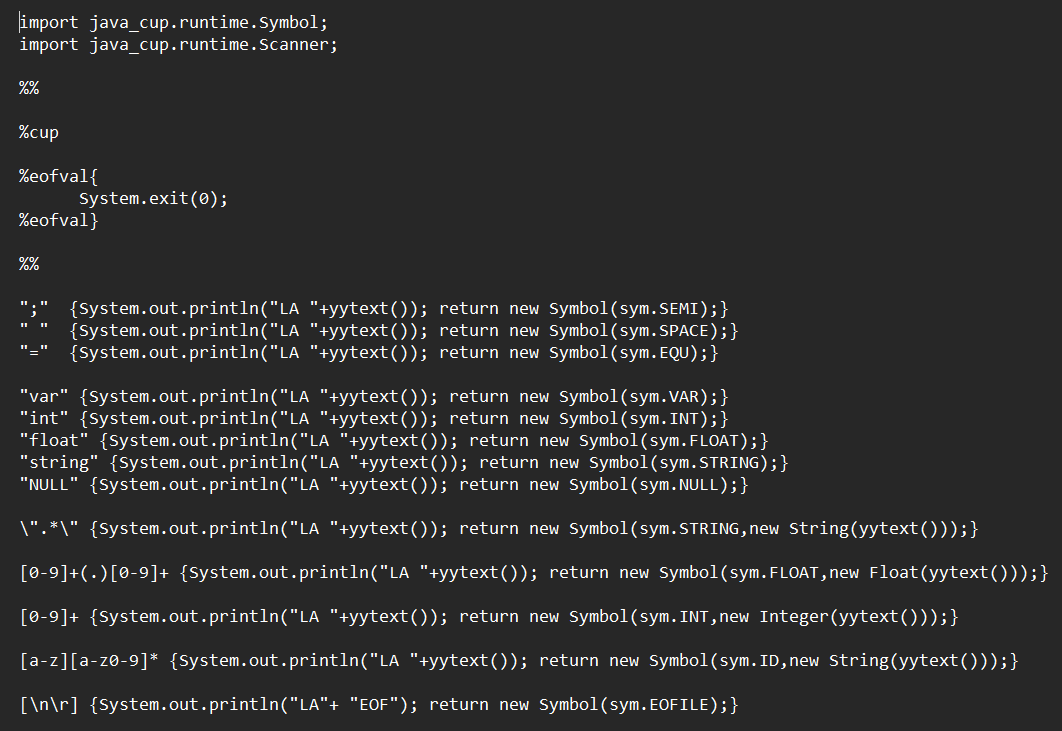 import java_cup.runtime.Symbol;
import java_cup.runtime.Scanner;
%%
%cup
%eofval{
System.exit(0);
%eofval}
%%
";"  {System.out.println("LA "+yytext()); return new Symbol(sym.SEMI);}
" "  {System.out.println("LA "+yytext()); return new Symbol(sym.SPACE);}
"="  {System.out.println("LA "+yytext()); return new Symbol(sym.EQU);}
"var" {System.out.println("LA "+yytext()); return new Symbol(sym.VAR);}
"int" {System.out.println("LA "+yytext()); return new Symbol(sym.INT);}
"float" {System.out.println("LA "+yytext()); return new Symbol(sym.FLOAT);}
"string" {System.out.println("LA "+yytext()); return new Symbol(sym.STRING);}
"NULL" {System.out.println("LA "+yytext()); return new Symbol(sym.NULL);}
\".*\" {System.out.println("LA "+yytext()); return new Symbol(sym.STRING,new String(yytext()));}
[0-9]+(.)[0-9]+ {System.out.println("LA "+yytext()); return new Symbol(sym.FLOAT,new Float(yytext()));}
[0-9]+ {System.out.println("LA "+yytext()); return new Symbol(sym.INT,new Integer(yytext()));}
[a-z][a-z0-9]* {System.out.println("LA "+yytext()); return new Symbol(sym.ID,new String(yytext()));}
[\n\r] {System.out.println("LA"+ "EOF"); return new Symbol(sym.EOFILE);}